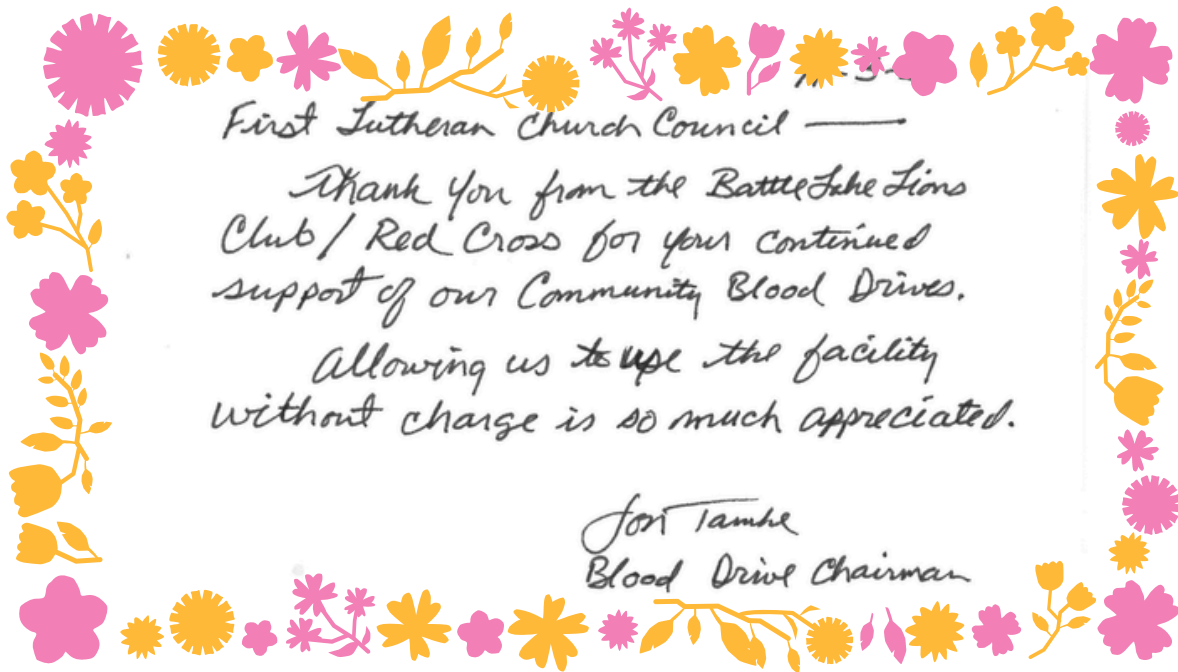 First Lutheran Church Council —
Thank you from the Battle Lake Lions
Club / Red Cross for your continued
support of our Community Blood Drives.
Allowing us to use the facility
without charge is so much appreciated.
Blood Drive Chairman